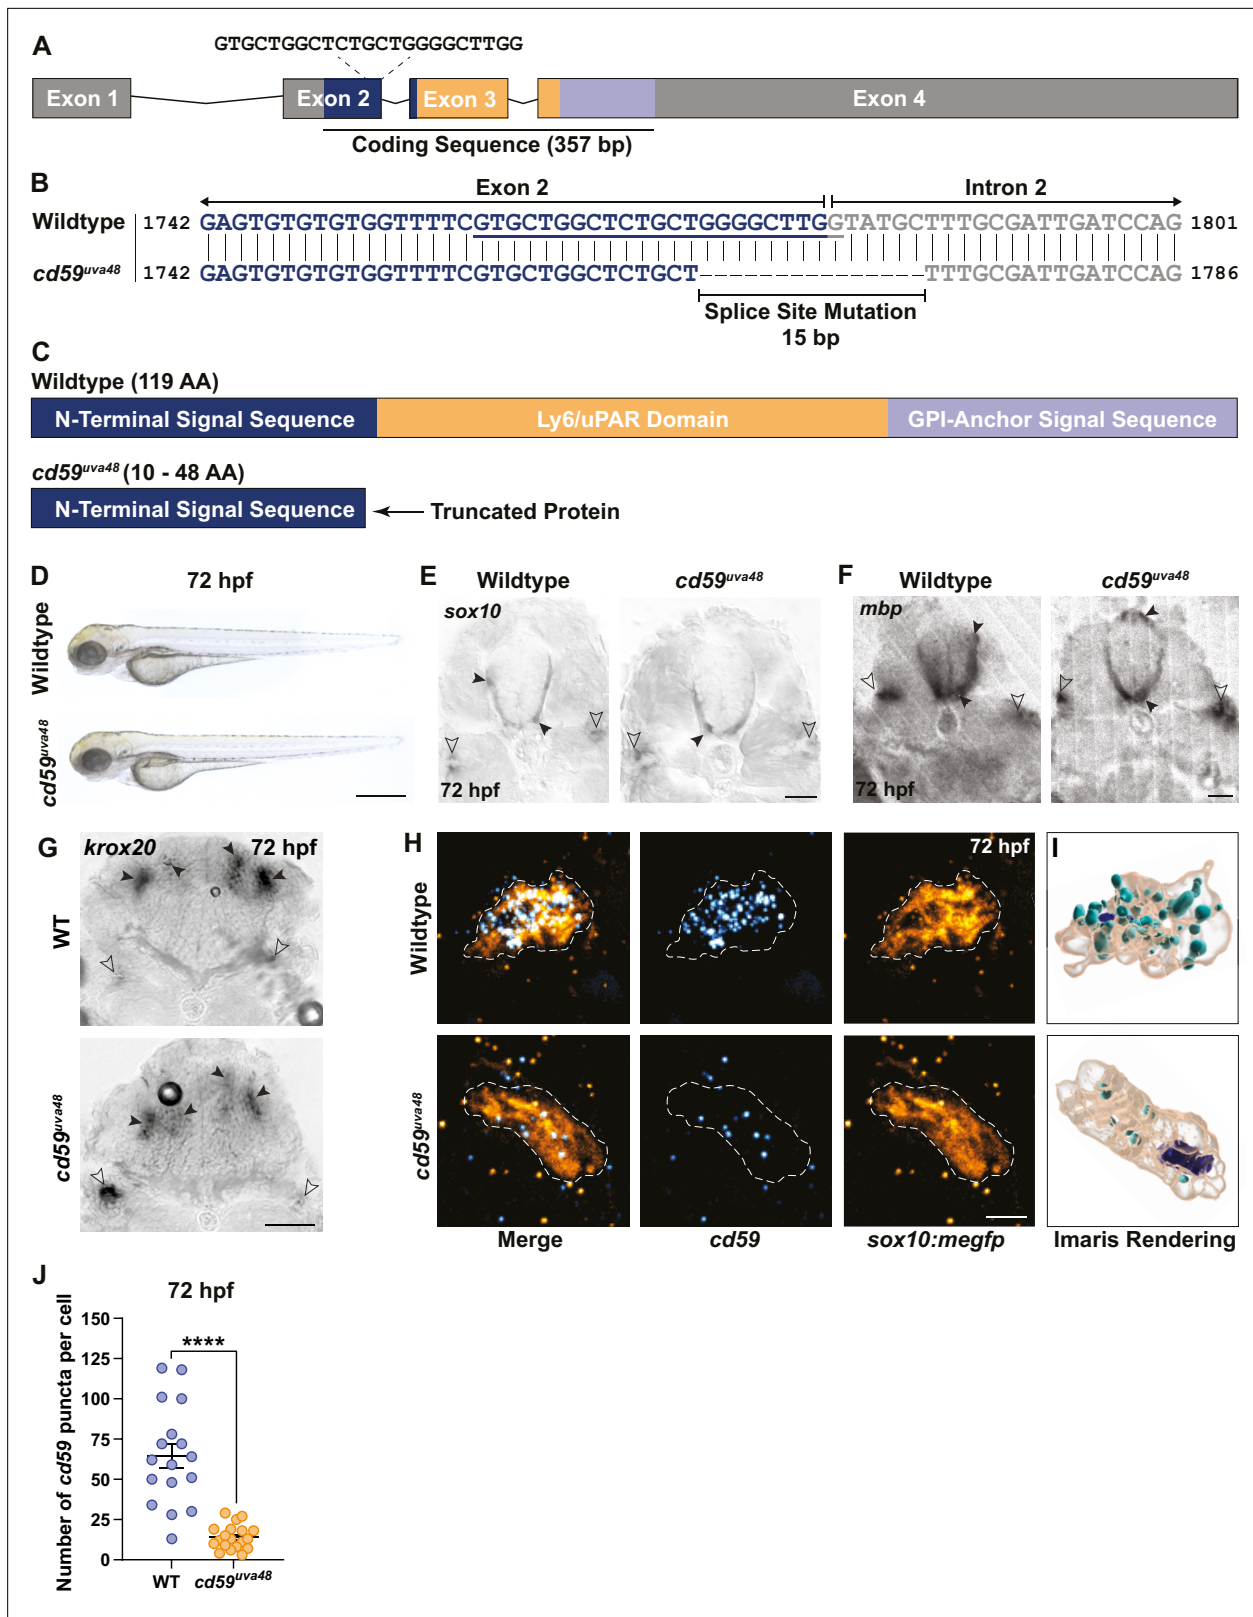 A
GTGCTGGCTCTGCTGGGGCTTGG
Exon 1
Exon 2
Exon 3
Exon 4
Coding Sequence (357 bp)
B
Exon 2
Intron 2
Wildtype 1742 GAGTGTGTGTGGTTTTCGTGCTGGCTCTGCTGGGGCTTGGTATGCTTTGCGATTGATCCAG 1801
cd59uva48 1742 GAGTGTGTGTGGTTTTCGTGCTGGCTCTGCT---------------TTTGCGATTGATCCAG 1786
Splice Site Mutation
15 bp
C
Wildtype (119 AA)
N-Terminal Signal Sequence
Ly6/uPAR Domain
GPI-Anchor Signal Sequence
cd59uva48 (10 - 48 AA)
N-Terminal Signal Sequence
Truncated Protein
D
72 hpf
Wildtype
cd59uva48
E
Wildtype
cd59uva48
sox10
72 hpf
F
Wildtype
cd59uva48
mbp
72 hpf
G
krox20
72 hpf
WT
cd59uva48
H
72 hpf
Wildtype
cd59uva48
Merge
cd59
sox10:megfp
I
Imaris Rendering
J
72 hpf
Number of cd59 puncta per cell
150
125
100
75
50
25
0
****
WT
cd59uva48